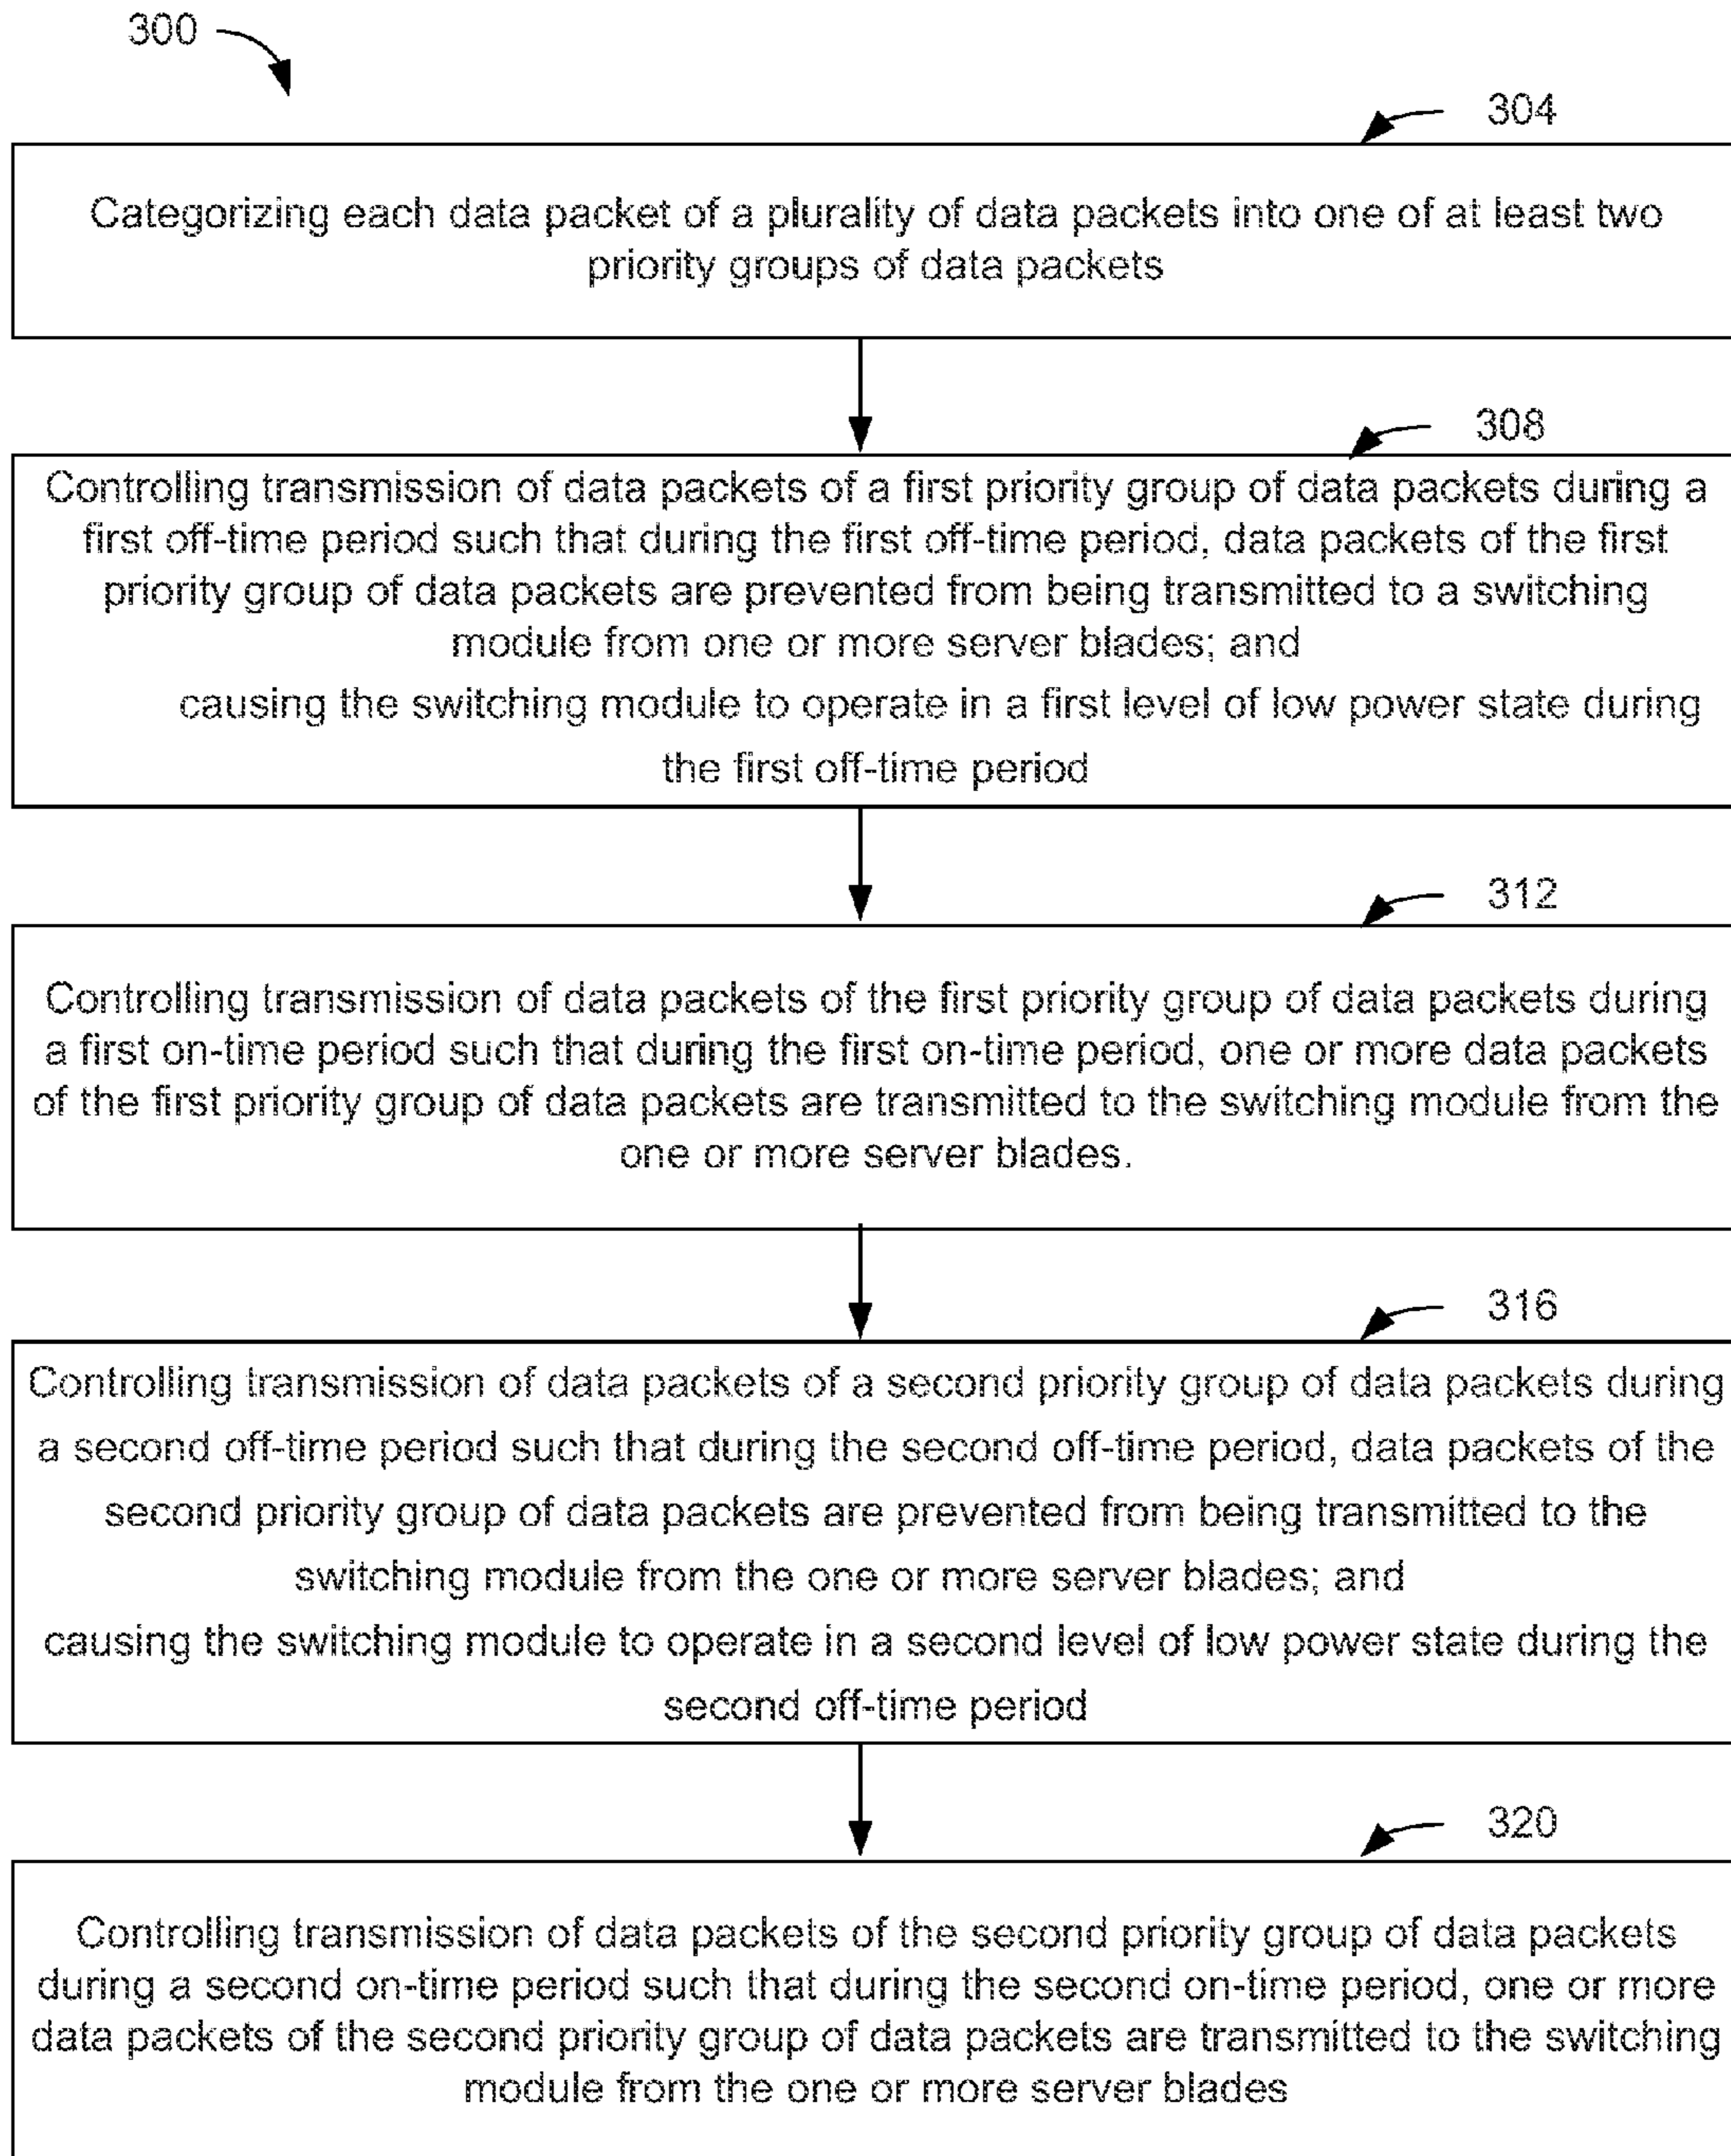 300
304
Categorizing each data packet of a plurality of data packets into one of at least two
priority groups of data packets
308
Controlling transmission of data packets of a first priority group of data packets during a
first off-time period such that during the first off-time period, data packets of the first
priority group of data packets are prevented from being transmitted to a switching
module from one or more server blades; and
causing the switching module to operate in a first level of low power state during
the first off-time period
312
Controlling transmission of data packets of the first priority group of data packets during
a first on-time period such that during the first on-time period, one or more data packets
of the first priority group of data packets are transmitted to the switching module from the
one or more server blades.
316
Controlling transmission of data packets of a second priority group of data packets during
a second off-time period such that during the second off-time period, data packets of the
second priority group of data packets are prevented from being transmitted to the
switching module from the one or more server blades; and
causing the switching module to operate in a second level of low power state during the
second off-time period
320
Controlling transmission of data packets of the second priority group of data packets
during a second on-time period such that during the second on-time period, one or more
data packets of the second priority group of data packets are transmitted to the switching
module from the one or more server blades